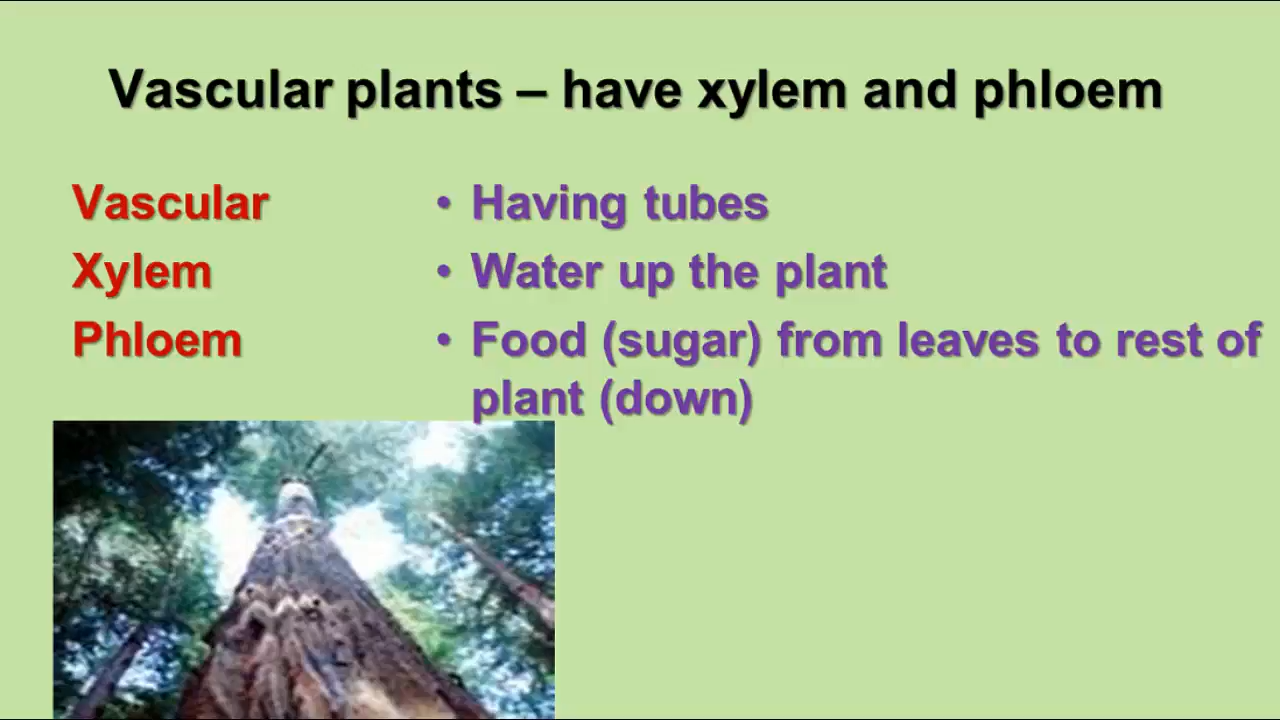 Vascular plants – have xylem and phloem
Vascular
• Having tubes
Xylem
• Water up the plant
Phloem
• Food (sugar) from leaves to rest of
plant (down)